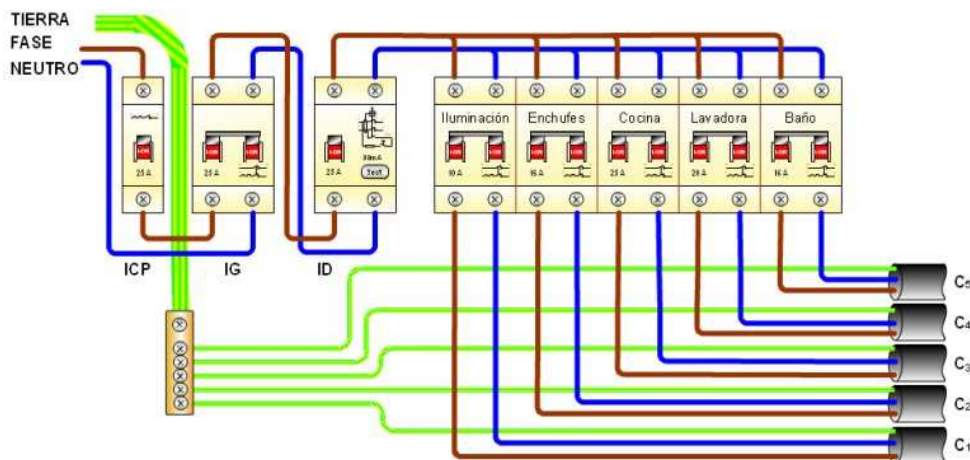 TIERRA
FASE
NEUTRO
Iluminación Enchufes Cocina Lavadora Baño
25 A 25 A 25 A 30mA Test 10 A 16 A 25 A 20 A 16 A
ICP IG ID
C5
C4
C3
C2
C1